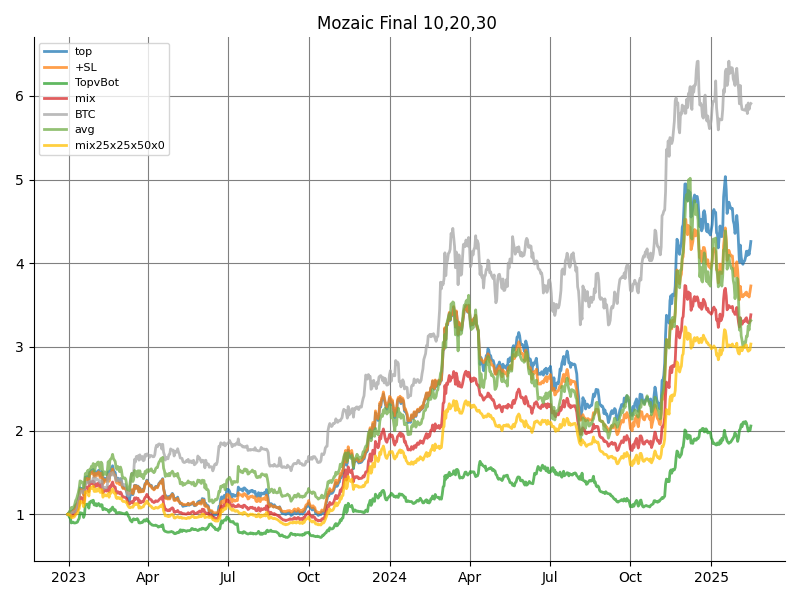 Mozaic Final 10,20,30
top
+SL
TopvBot
mix
BTC
avg
mix25x25x50x0
6
5
4
3
2
1
2023 Apr Jul Oct 2024 Apr Jul Oct 2025